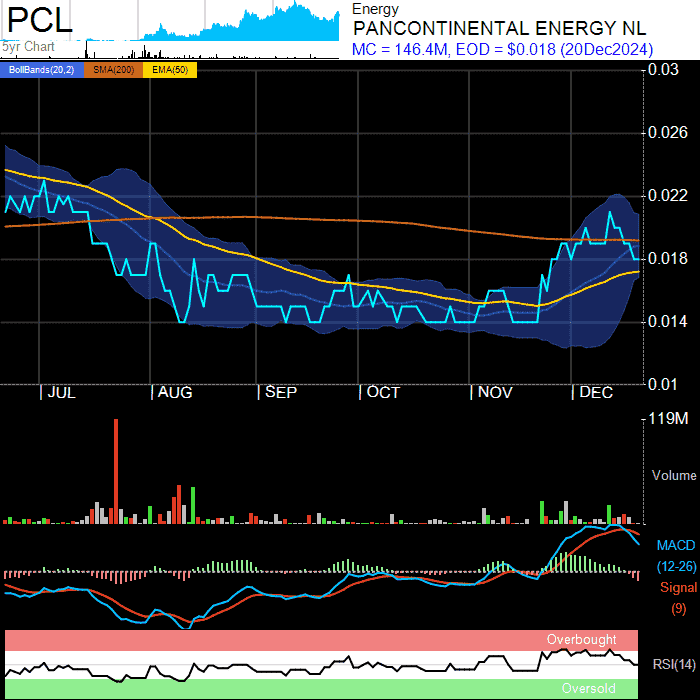 PCL
5yr Chart
Energy
PANCONTINENTAL ENERGY NL
MC = 146.4M, EOD = $0.018 (20Dec2024)
BollBands(20,2) SMA(200) EMA(50)
0.03
0.026
0.022
0.018
0.014
0.01
JUL AUG SEP OCT NOV DEC
119M
Volume
MACD
(12-26)
Signal
(9)
Overbought
RSI(14)
Oversold